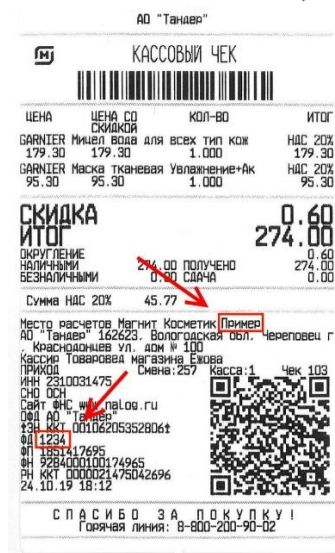 АО "Тандер"
КАССОВЫЙ ЧЕК
ЦЕНА ЦЕНА СО СКИДКОЙ КОЛ-ВО ИТОГ
GARNIER Мицел вода для всех тип кож НДС 20%
179.30 179.30 1.000 179.30
GARNIER Маска тканевая Увлажнение+Ак НДС 20%
95.30 95.30 1.000 95.30
СКИДКА 0.60
ИТОГ 274.00
ОКРУГЛЕНИЕ 0.60
НАЛИЧНЫМИ 274.00 ПОЛУЧЕНО 274.00
БЕЗНАЛИЧНЫМИ 0.00 СДАЧА 0.00
Сумма НДС 20% 45.77
Место расчетов Магнит Косметик Пример
АО "Тандер" 162623, Вологодская обл. Череповец г
, Краснодонцев ул, дом № 100
Кассир Товаровед магазина Ежова
ПРИХОД Смена:257 Касса:1 Чек 103
ИНН 2310031475
СНО ОСН
Сайт ФНС www.nalog.ru
ОФД АО "Тандер"
ЗН ККТ 00106205352806
ФД 1234
ФП 1851417695
ФН 9284000100174965
РН ККТ 0000021475042696
24.10.19 18:12
СПАСИБО ЗА ПОКУПКУ!
Горячая линия: 8-800-200-90-02